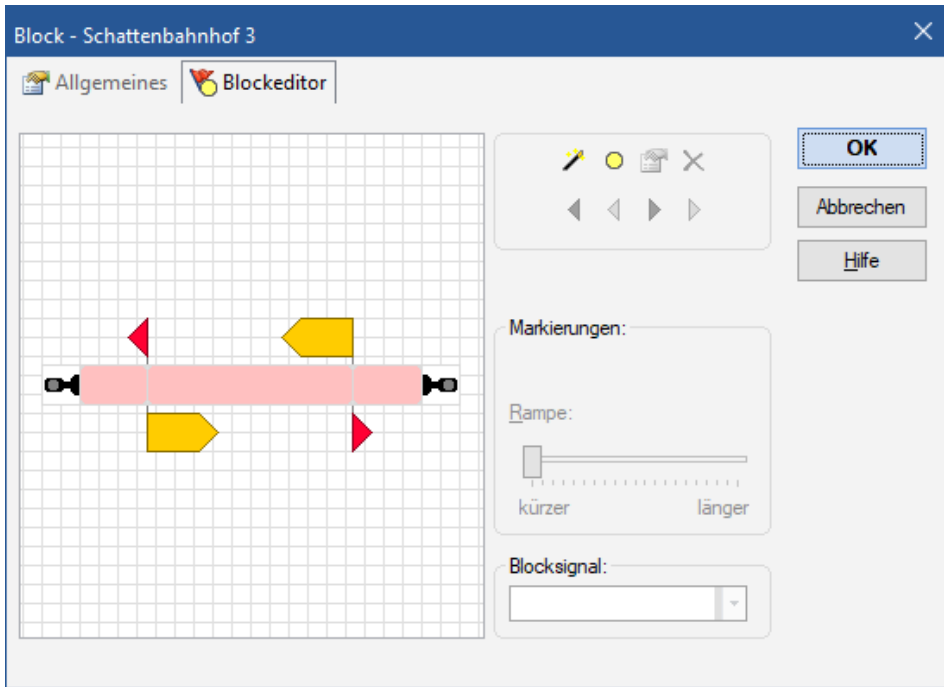 Block - Schattenbahnhof 3
Allgemeines
Blockeditor
OK
Abbrechen
Hilfe
Markierungen:
Rampe:
kürzer
länger
Blocksignal: